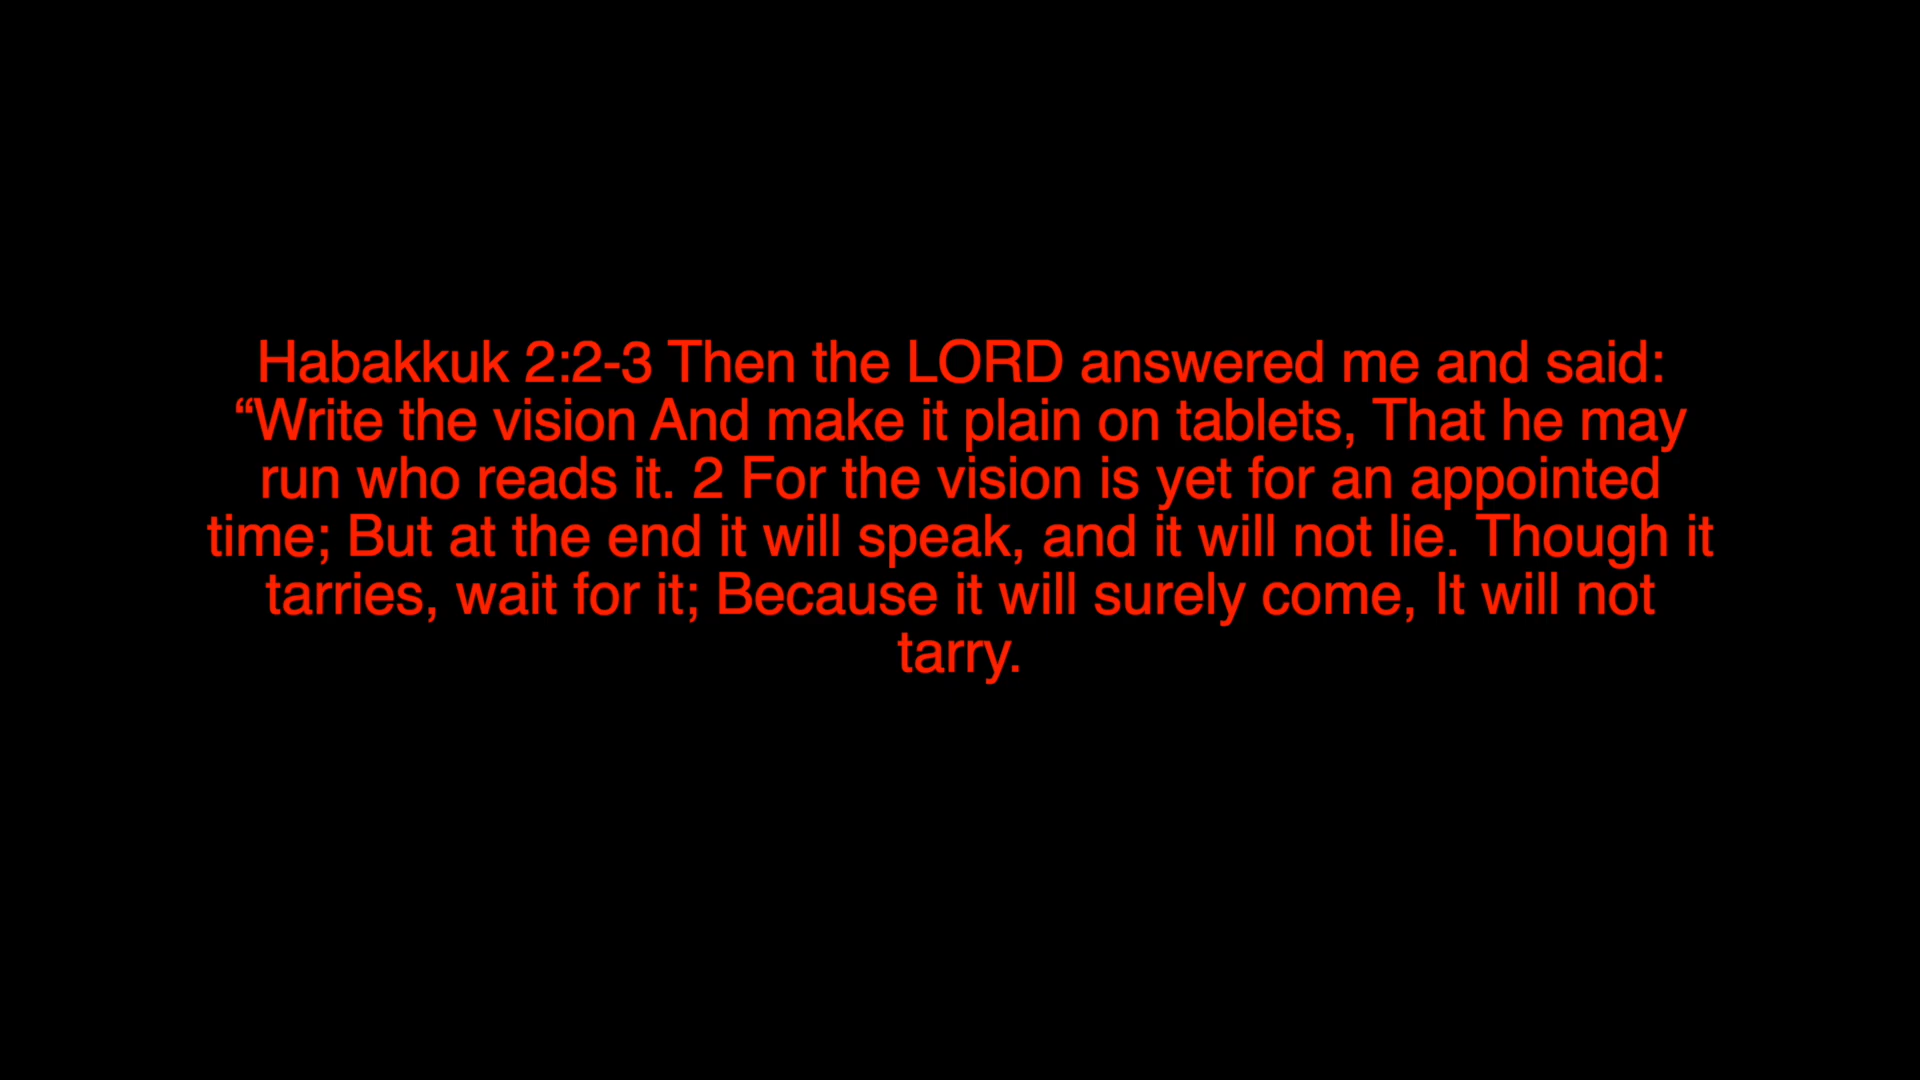 Habakkuk 2:2-3 Then the LORD answered me and said:
“Write the vision And make it plain on tablets, That he may
run who reads it. 2 For the vision is yet for an appointed
time; But at the end it will speak, and it will not lie. Though it
tarries, wait for it; Because it will surely come, It will not
tarry.